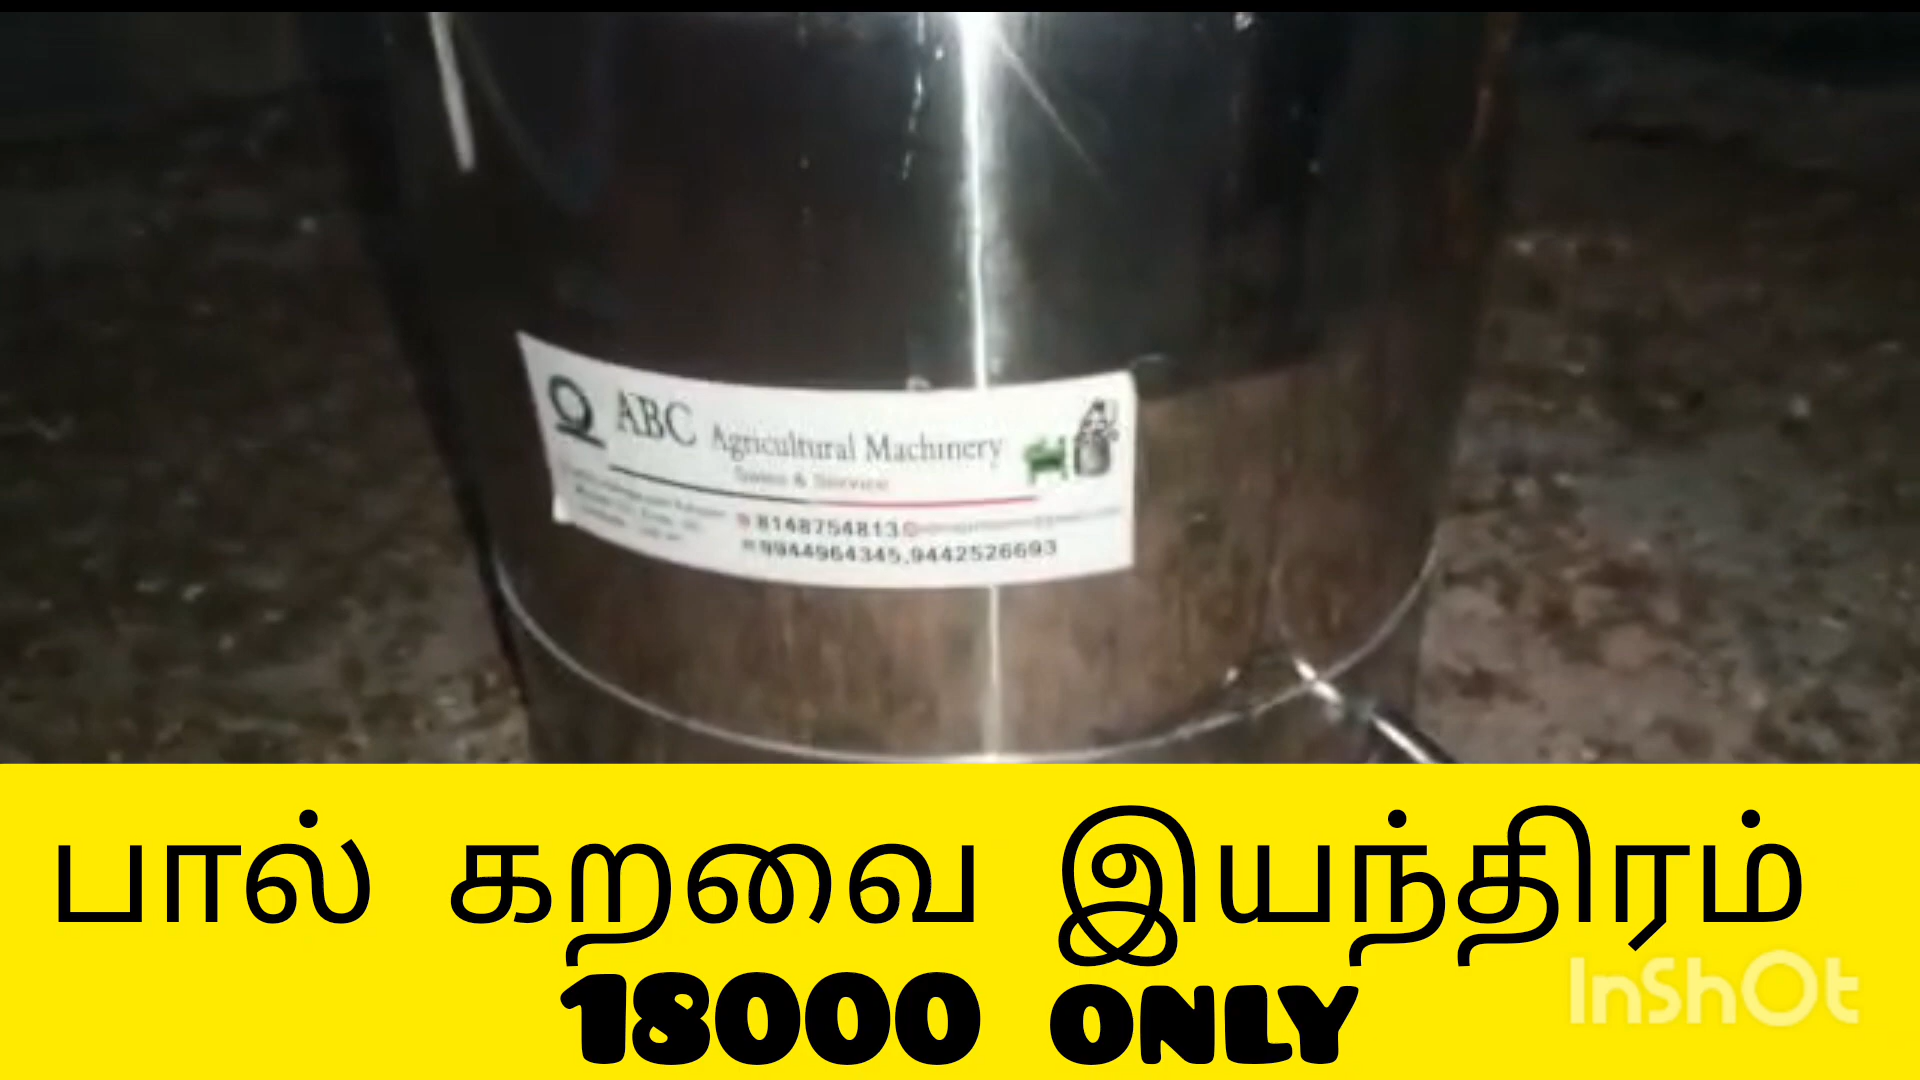 ABC Agricultural Machinery
Sales & Service
8148754813
9944964345,9442526693
பால் கறவை இயந்திரம்
18000 ONLY
InShOt